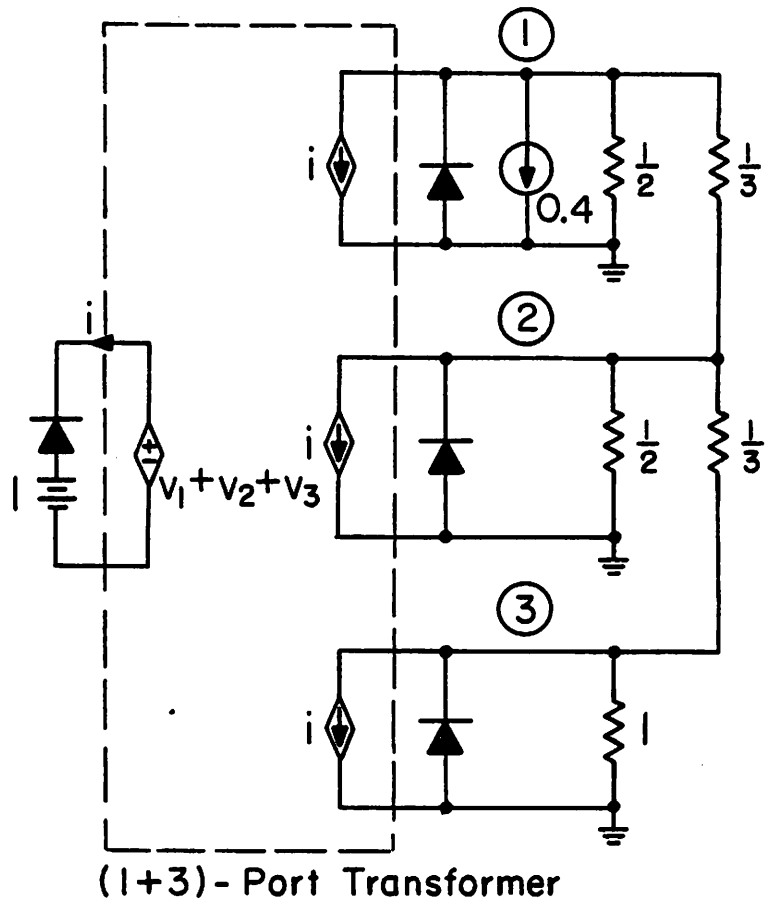 ①
i
0.4
1/2
1/3
②
i
i
1/2
1/3
1
v₁+v₂+v₃
③
i
1
(1+3)-Port Transformer